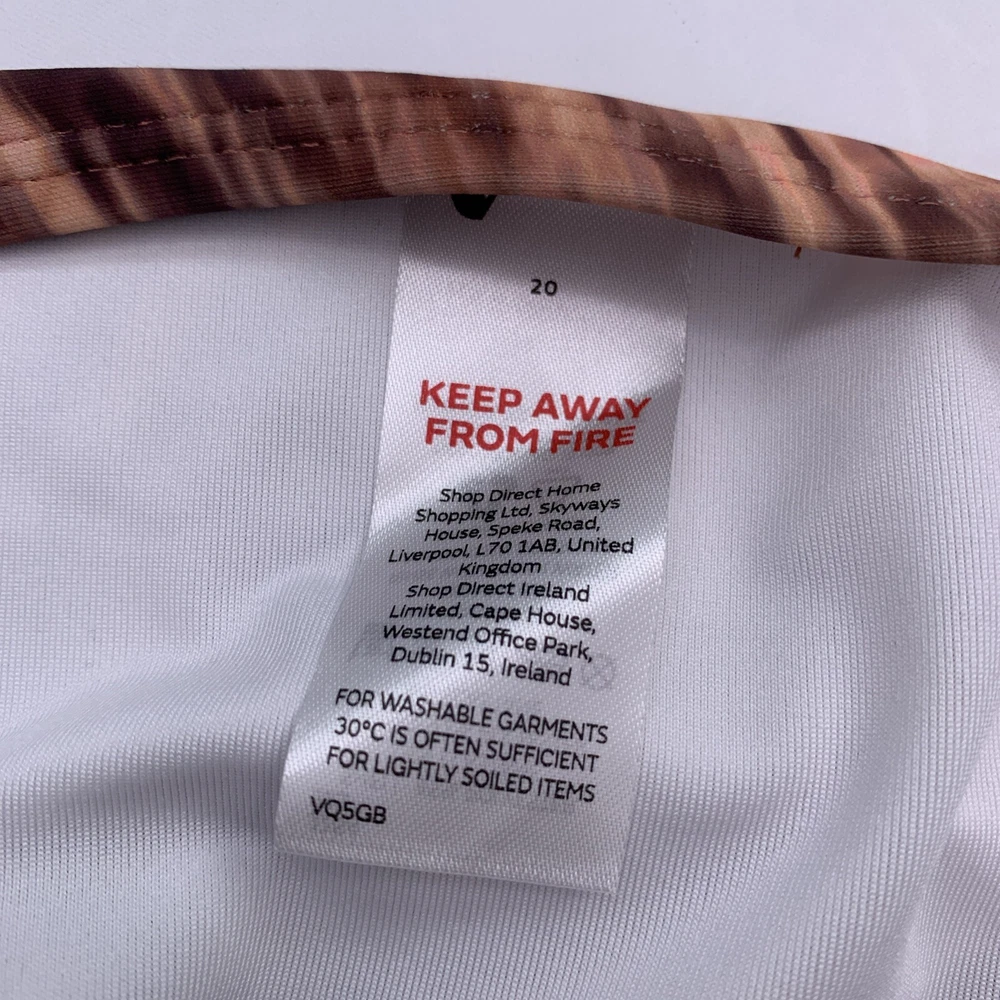 20
KEEP AWAY
FROM FIRE
Shop Direct Home
Shopping Ltd, Skyways
House, Speke Road,
Liverpool, L70 1AB, United
Kingdom
Shop Direct Ireland
Limited, Cape House,
Westend Office Park,
Dublin 15, Ireland
FOR WASHABLE GARMENTS
30°C IS OFTEN SUFFICIENT
FOR LIGHTLY SOILED ITEMS
VQ5GB